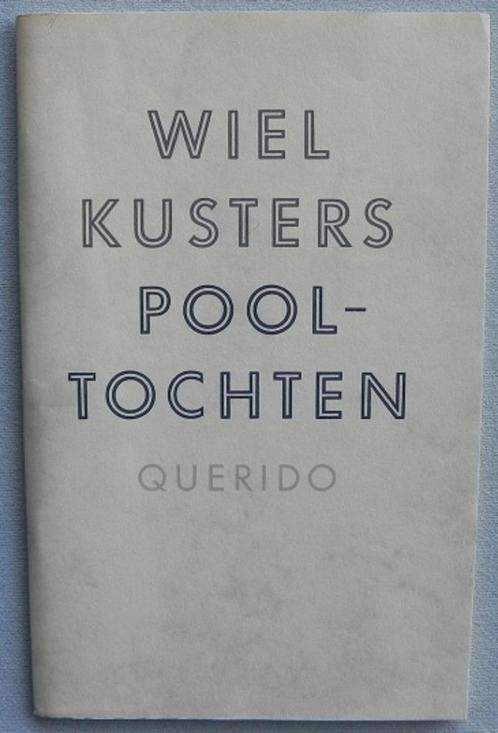 WIEL
KUSTERS
POOL-
TOCHTEN
QUERIDO